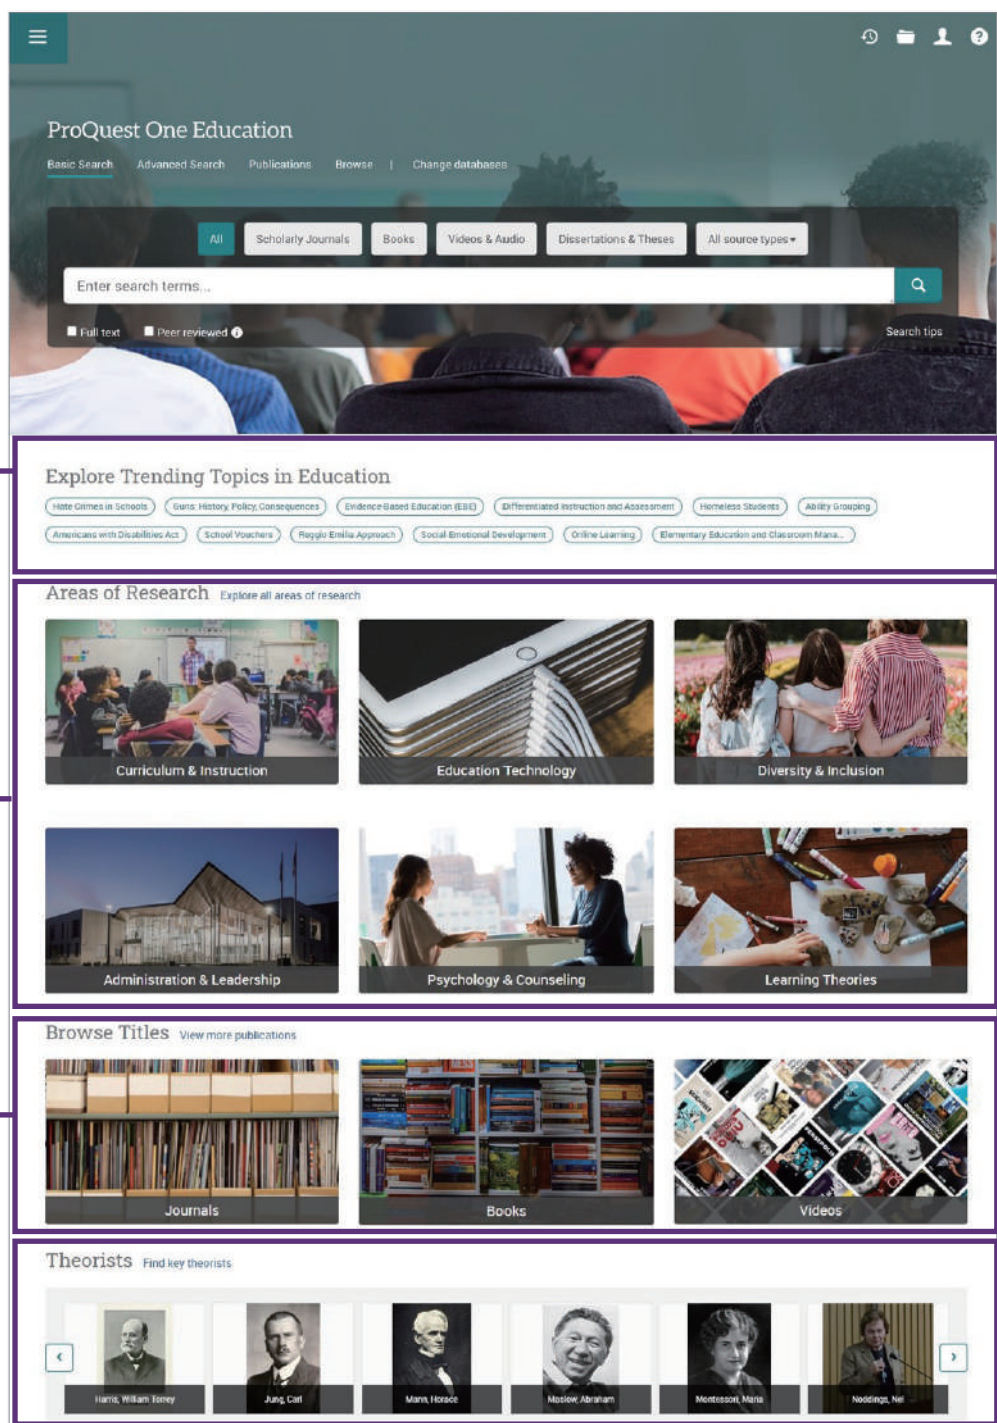 ProQuest One Education
Basic Search Advanced Search Publications Browse | Change databases
All Scholarly Journals Books Videos & Audio Dissertations & Theses All source types
Enter search terms...
Full text Peer reviewed Search tips
Explore Trending Topics in Education
Hate Crimes in Schools Guns: History, Policy, Consequences Evidence-Based Education (EBE) Differentiated Instruction and Assessment Homeless Students Ability Grouping
Americans with Disabilities Act School Vouchers Reggio Emilia Approach Social-Emotional Development Online Learning Elementary Education and Classroom Mana...
Areas of Research Explore all areas of research
Curriculum & Instruction Education Technology Diversity & Inclusion
Administration & Leadership Psychology & Counseling Learning Theories
Browse Titles View more publications
Journals Books Videos
Theorists Find key theorists
Harris, William Torrey Jung, Carl Mann, Horace Maslow, Abraham Montessori, Maria Noddings, Nel